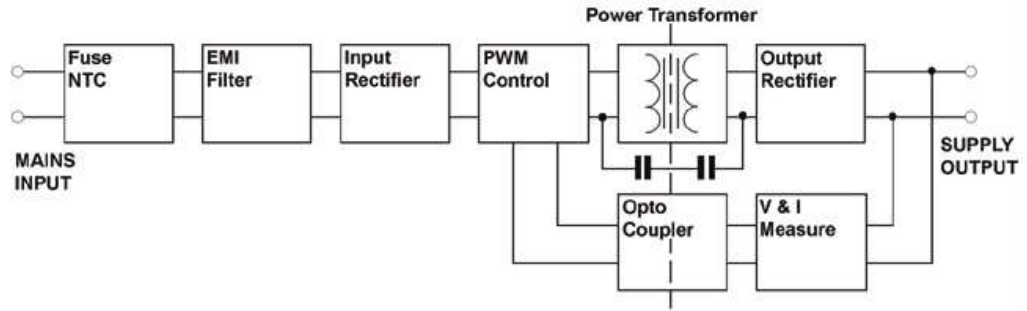 Power Transformer
Fuse
NTC
EMI
Filter
Input
Rectifier
PWM
Control
Output
Rectifier
MAINS
INPUT
SUPPLY
OUTPUT
Opto
Coupler
V & I
Measure